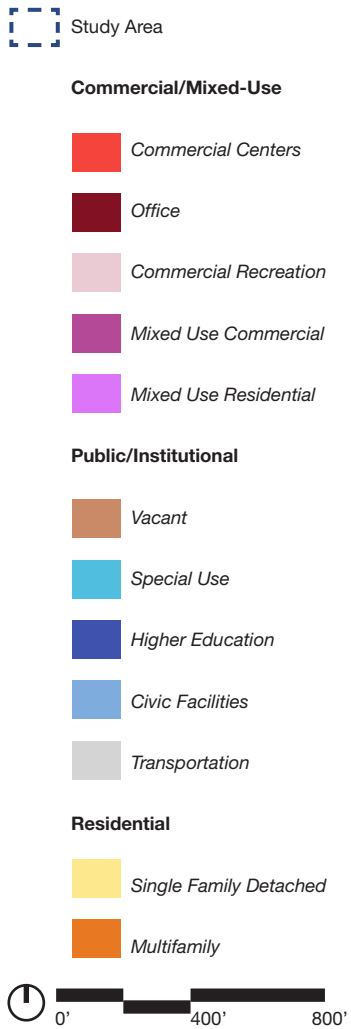 Study Area
Commercial/Mixed-Use
Commercial Centers
Office
Commercial Recreation
Mixed Use Commercial
Mixed Use Residential
Public/Institutional
Vacant
Special Use
Higher Education
Civic Facilities
Transportation
Residential
Single Family Detached
Multifamily
0’ 400’ 800’